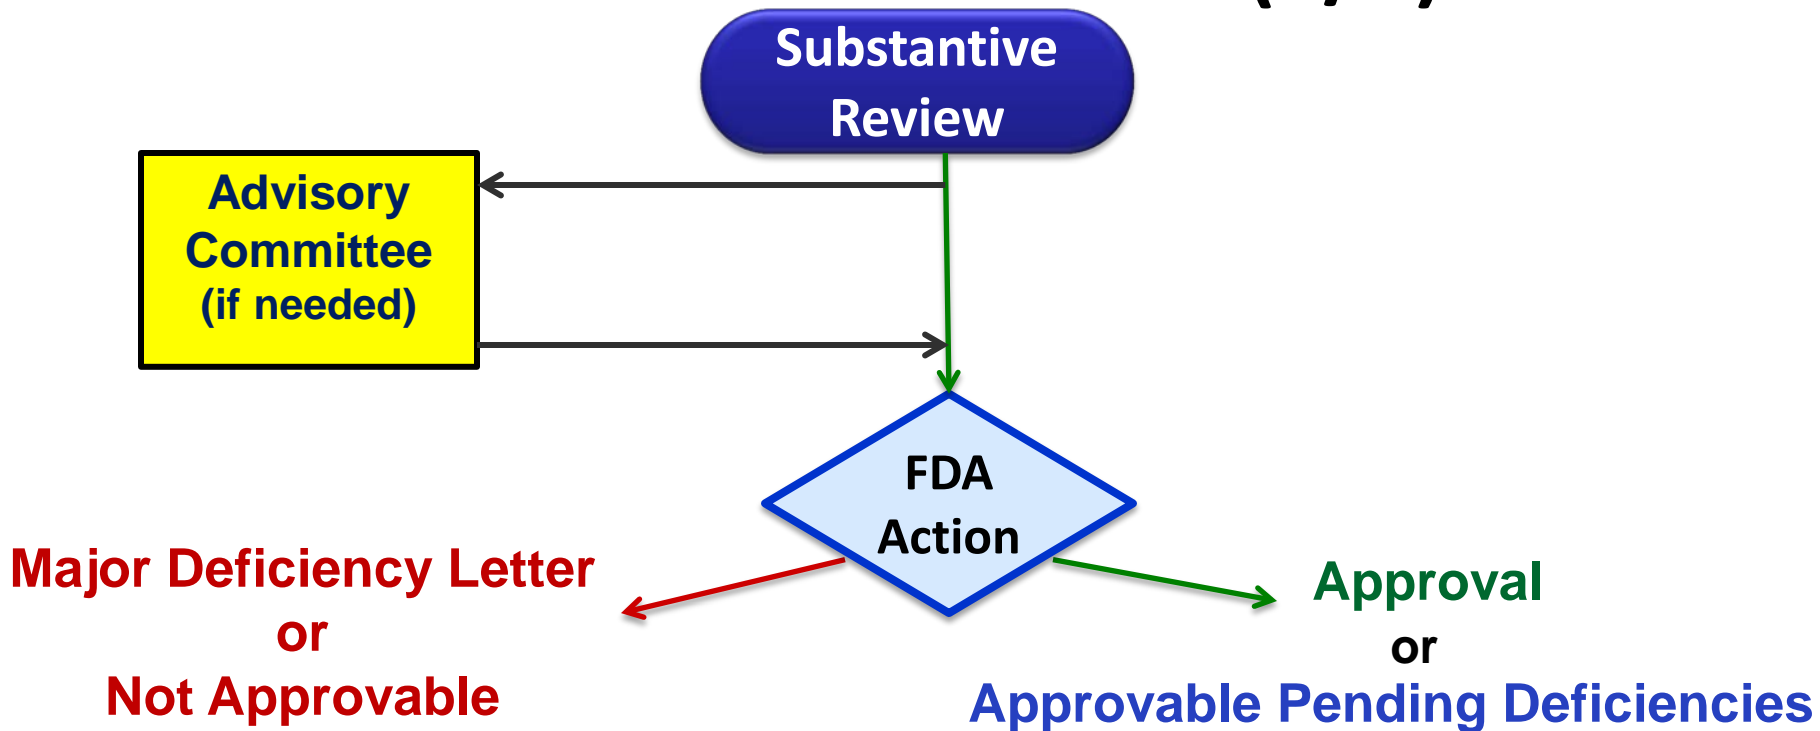 Substantive
Review
Advisory
Committee
(if needed)
FDA
Action
Major Deficiency Letter
or
Not Approvable
Approval
or
Approvable Pending Deficiencies